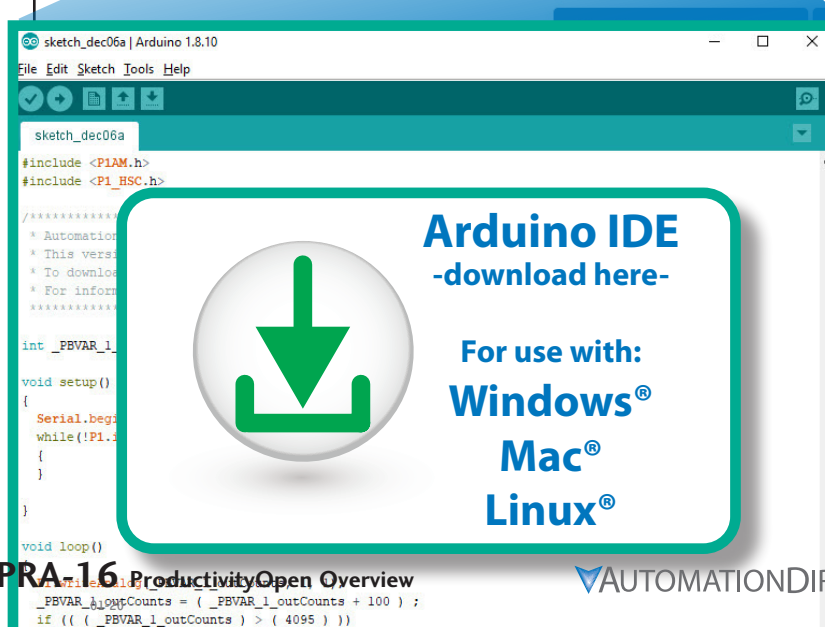 sketch_dec06a | Arduino 1.8.10
File Edit Sketch Tools Help
sketch_dec06a
#include <P1AM.h>
#include <P1_HSC.h>
/************
* Automation
* This versi
* To downloa
* For inform
************
int _PBVAR_1_
void setup()
{
Serial.begi
while(!P1.i
{
}
}
void loop()
Arduino IDE
-download here-
For use with:
Windows®
Mac®
Linux®
PRA-16 ProductivityOpen Overview
AUTOMATIONDIR
_PBVAR_1_outCounts = ( _PBVAR_1_outCounts + 100 ) ;
if (( ( _PBVAR_1_outCounts ) > ( 4095 ) ))